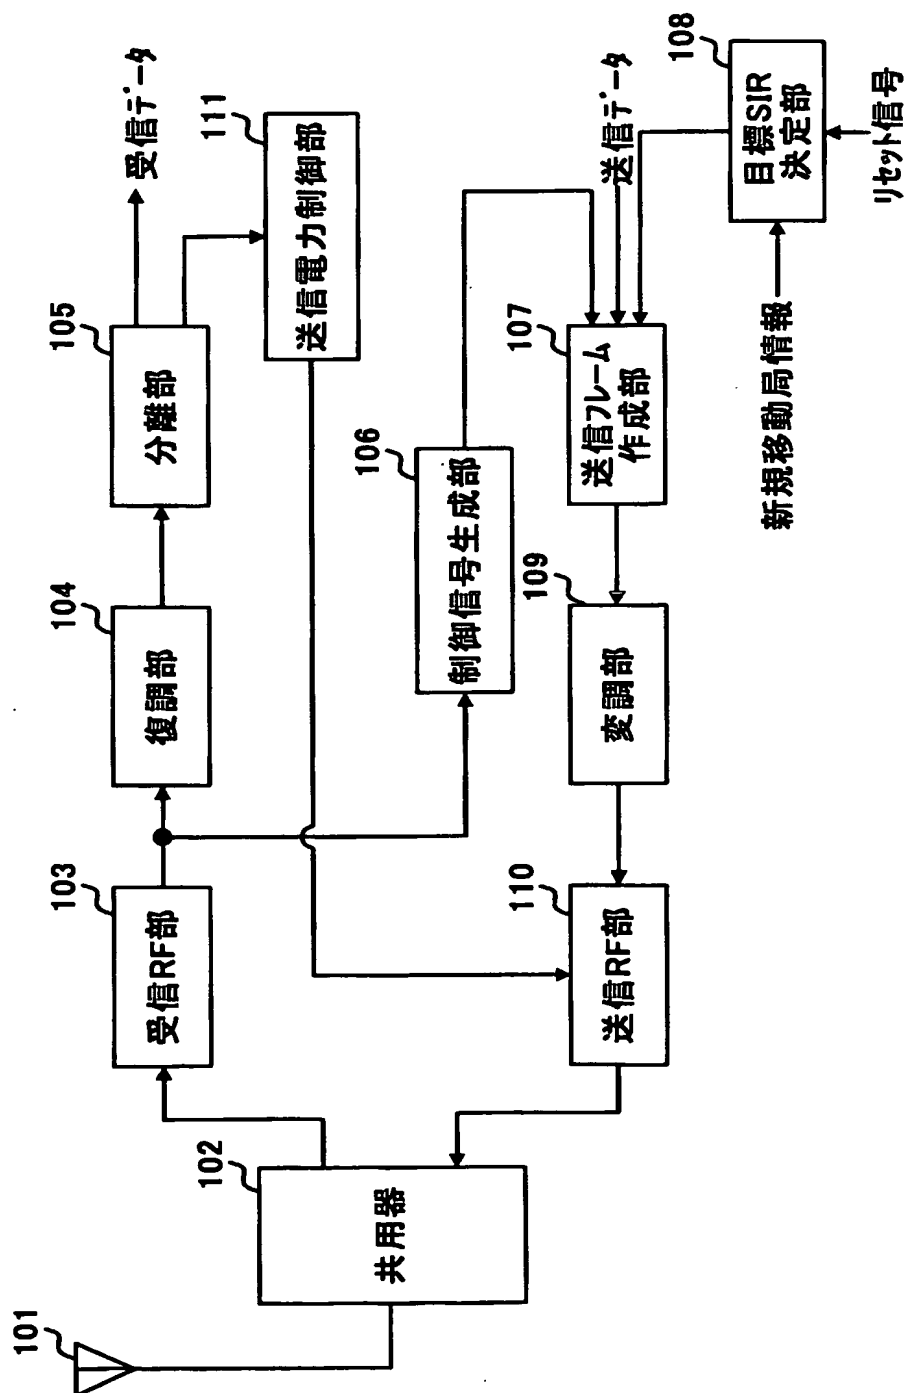 101
102
共用器
103
受信RF部
104
復調部
105
分離部
受信データ
111
送信電力制御部
106
制御信号生成部
110
送信RF部
109
変調部
107
送信フレーム
作成部
送信データ
108
目標SIR
決定部
新規移動局情報
リセット信号